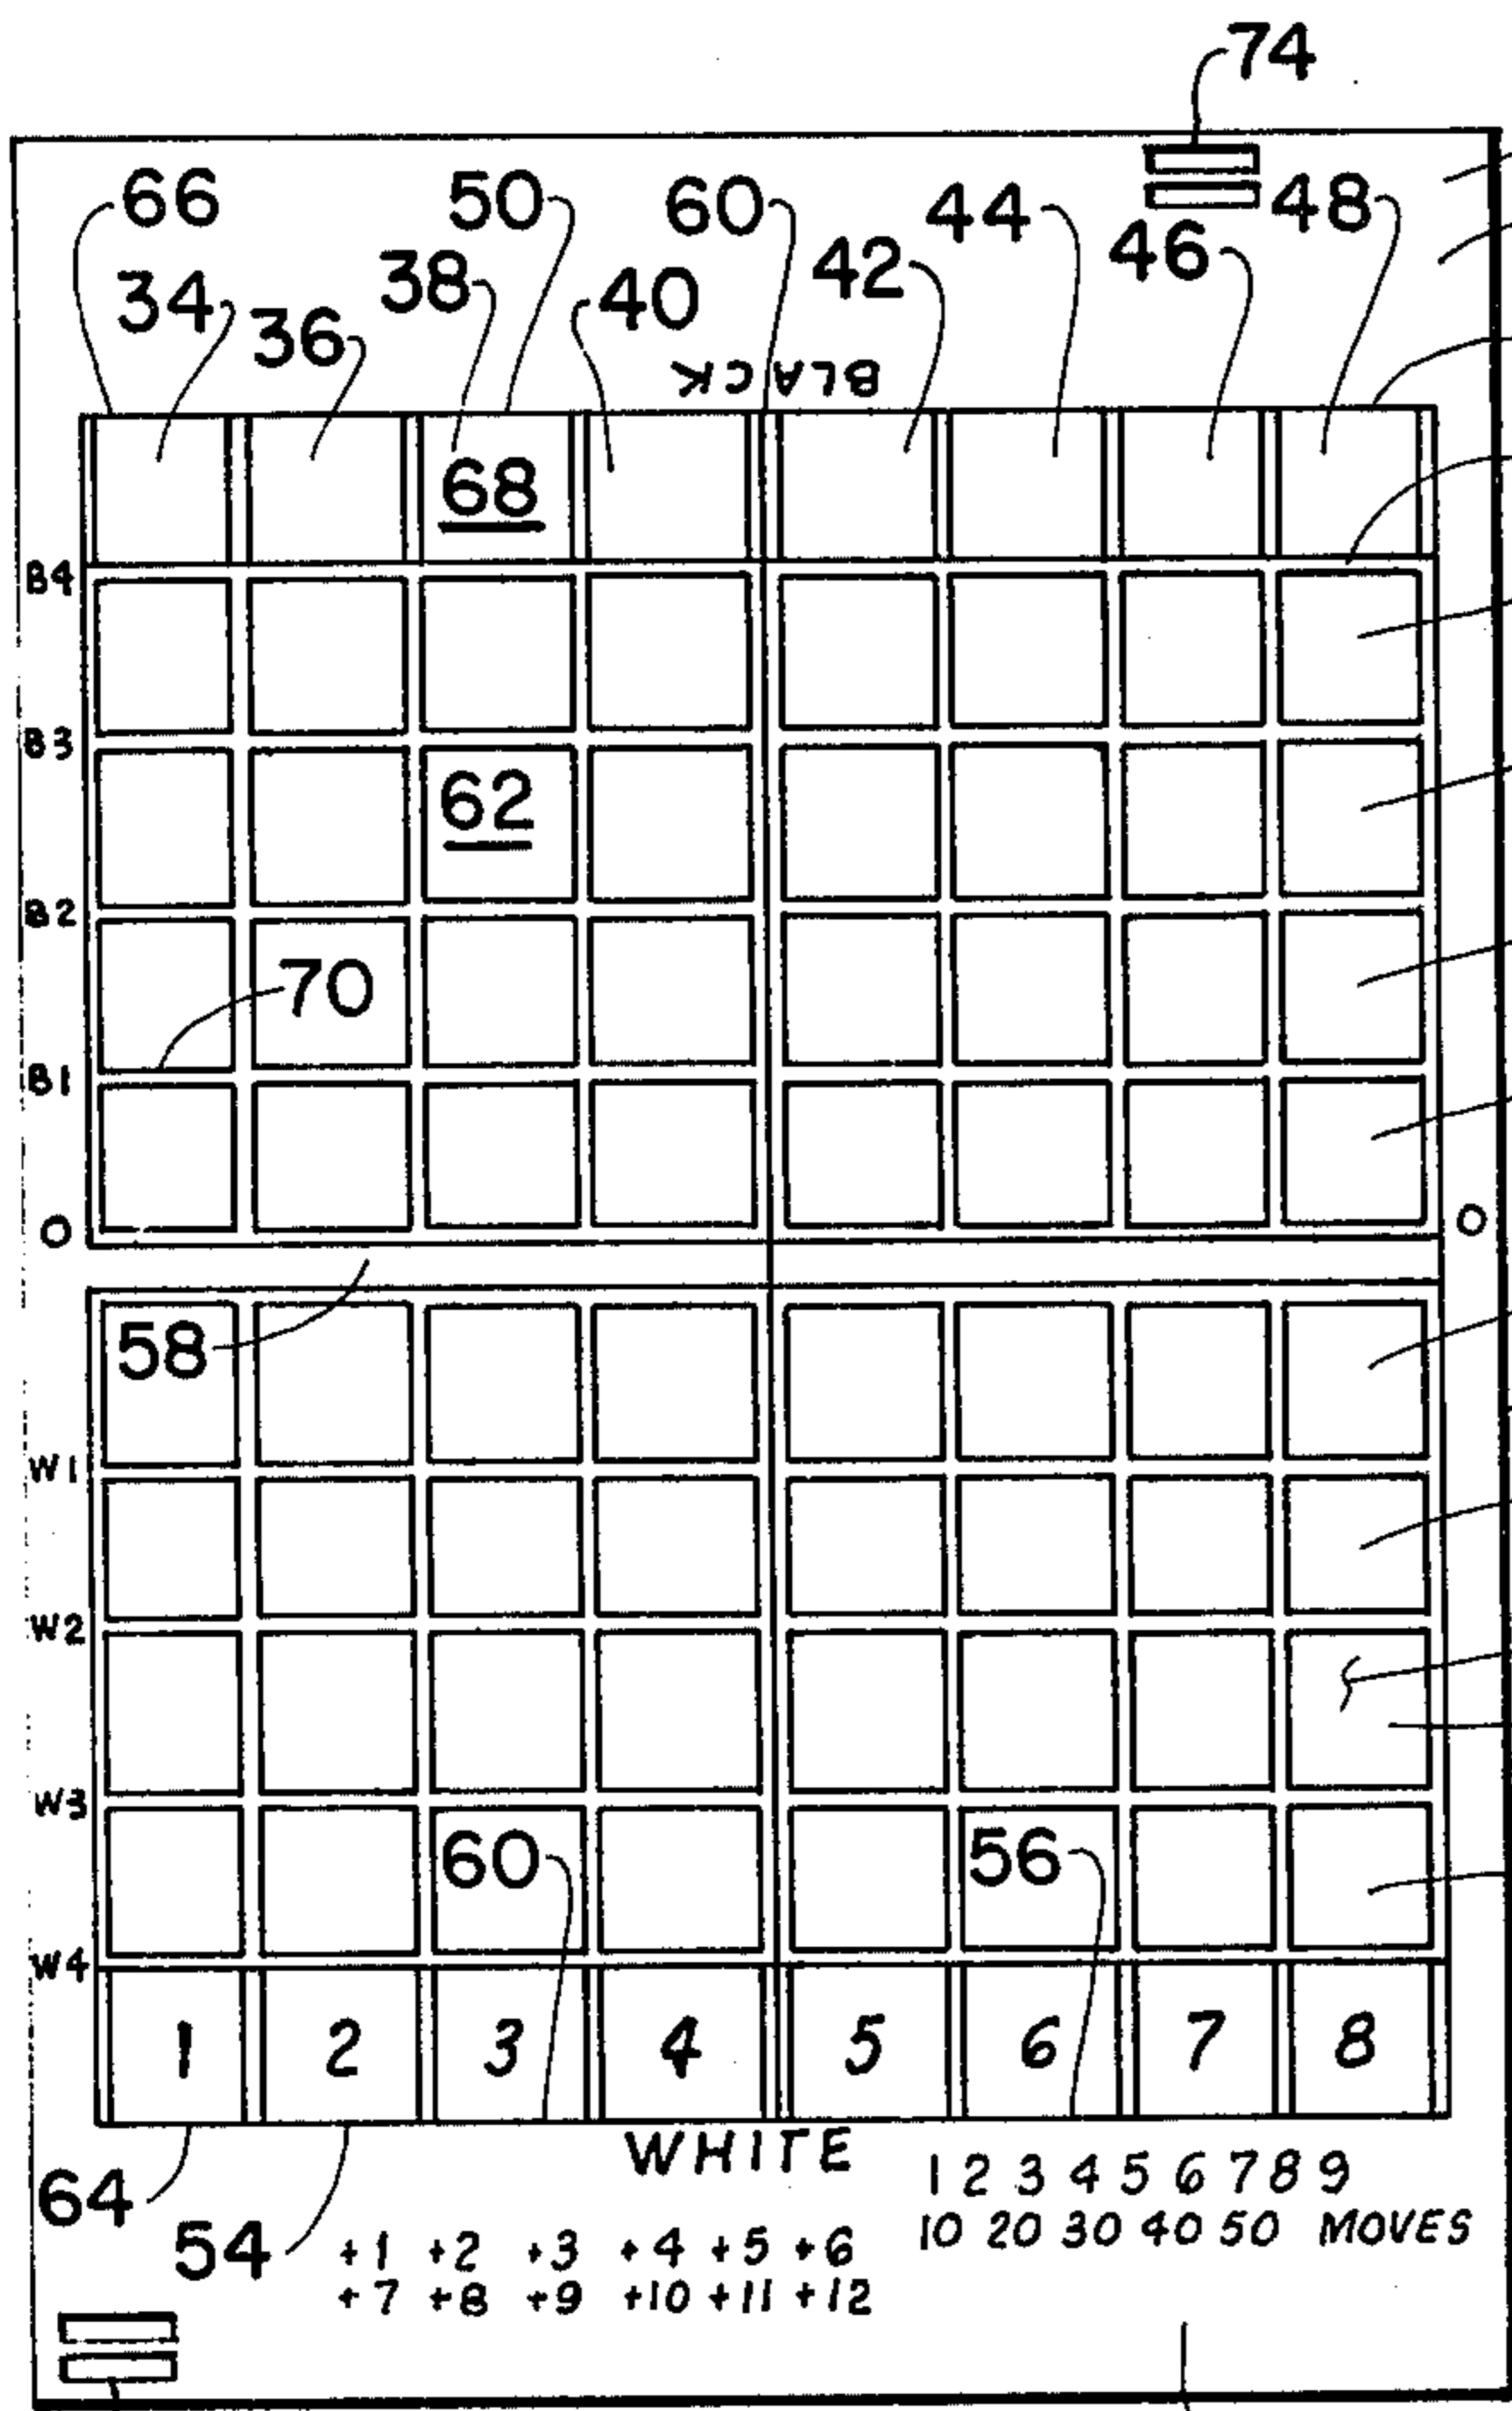 74
66 50 60 44 48
34 36 38 40 42 46
BLACK
68
B4
B3
62
B2
70
B1
O O
58
W1
W2
W3
60 56
W4
1 2 3 4 5 6 7 8
WHITE
64
54
1 2 3 4 5 6 7 8 9
10 20 30 40 50 MOVES
+1 +2 +3 +4 +5 +6
+7 +8 +9 +10 +11 +12